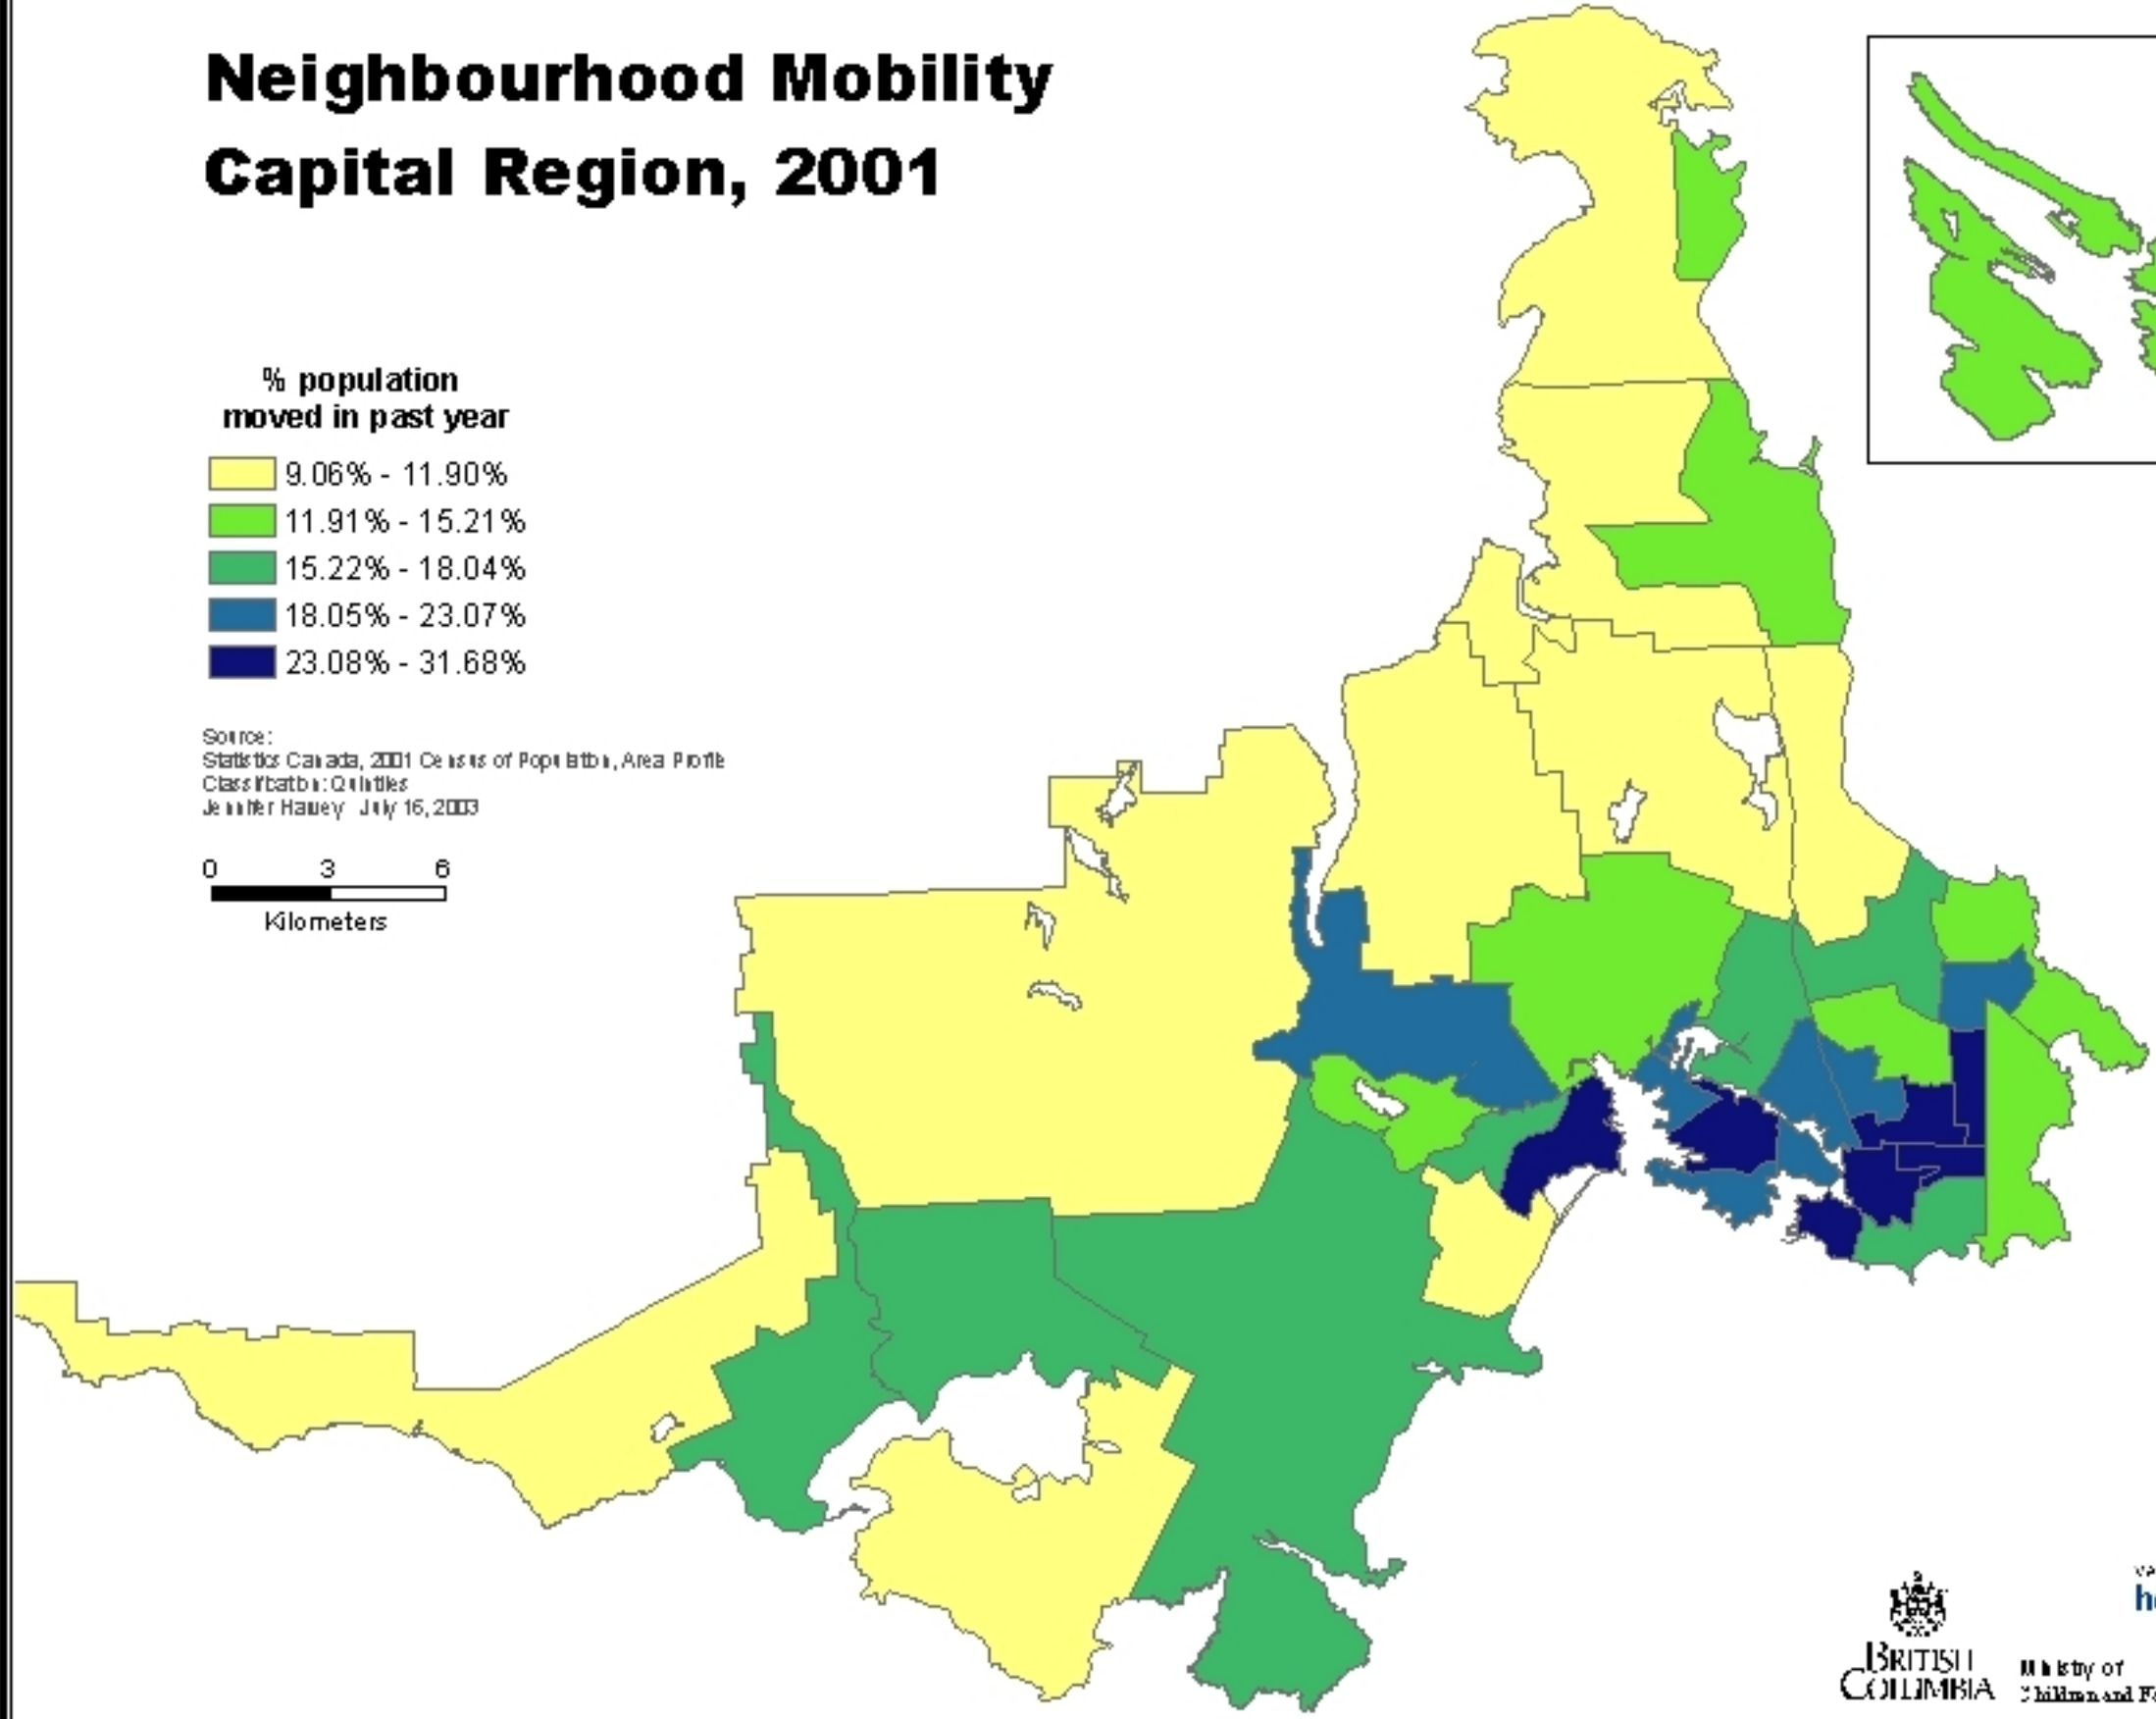 Neighbourhood Mobility
Capital Region, 2001
% population
moved in past year
9.06% - 11.90%
11.91% - 15.21%
15.22% - 18.04%
18.05% - 23.07%
23.08% - 31.68%
Source:
Statistics Canada, 2001 Census of Population, Area Profile
Classification: Quintiles
July 16, 2003
0 3 6
Kilometers
BRITISH
COLUMBIA
Ministry of
Children and